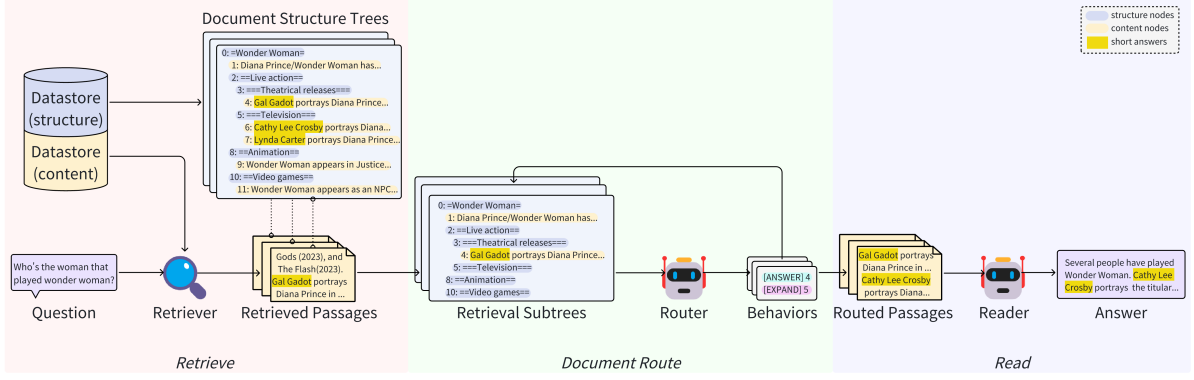 Document Structure Trees
structure nodes
content nodes
short answers
0: =Wonder Woman=
1: Diana Prince/Wonder Woman has...
2: ==Live action==
3: ===Theatrical releases===
4: Gal Gadot portrays Diana Prince...
5: ===Television===
6: Cathy Lee Crosby portrays Diana...
7: Lynda Carter portrays Diana Prince...
8: ==Animation==
9: Wonder Woman appears in Justice...
10: ==Video games==
11: Wonder Woman appears as an NPC...
Datastore
(structure)
Datastore
(content)
Who's the woman that
played wonder woman?
Question
Retriever
Gods (2023), and
The Flash(2023).
Gal Gadot portrays
Diana Prince in ...
Retrieved Passages
0: =Wonder Woman=
1: Diana Prince/Wonder Woman has...
2: ==Live action==
3: ===Theatrical releases===
4: Gal Gadot portrays Diana Prince...
5: ===Television===
8: ==Animation==
10: ==Video games==
Retrieval Subtrees
Router
[ANSWER] 4
[EXPAND] 5
Behaviors
Gal Gadot portrays
Diana Prince in ...
Cathy Lee Crosby
portrays Diana...
Routed Passages
Reader
Several people have played
Wonder Woman. Cathy Lee
Crosby portrays the titular...
Answer
Retrieve
Document Route
Read